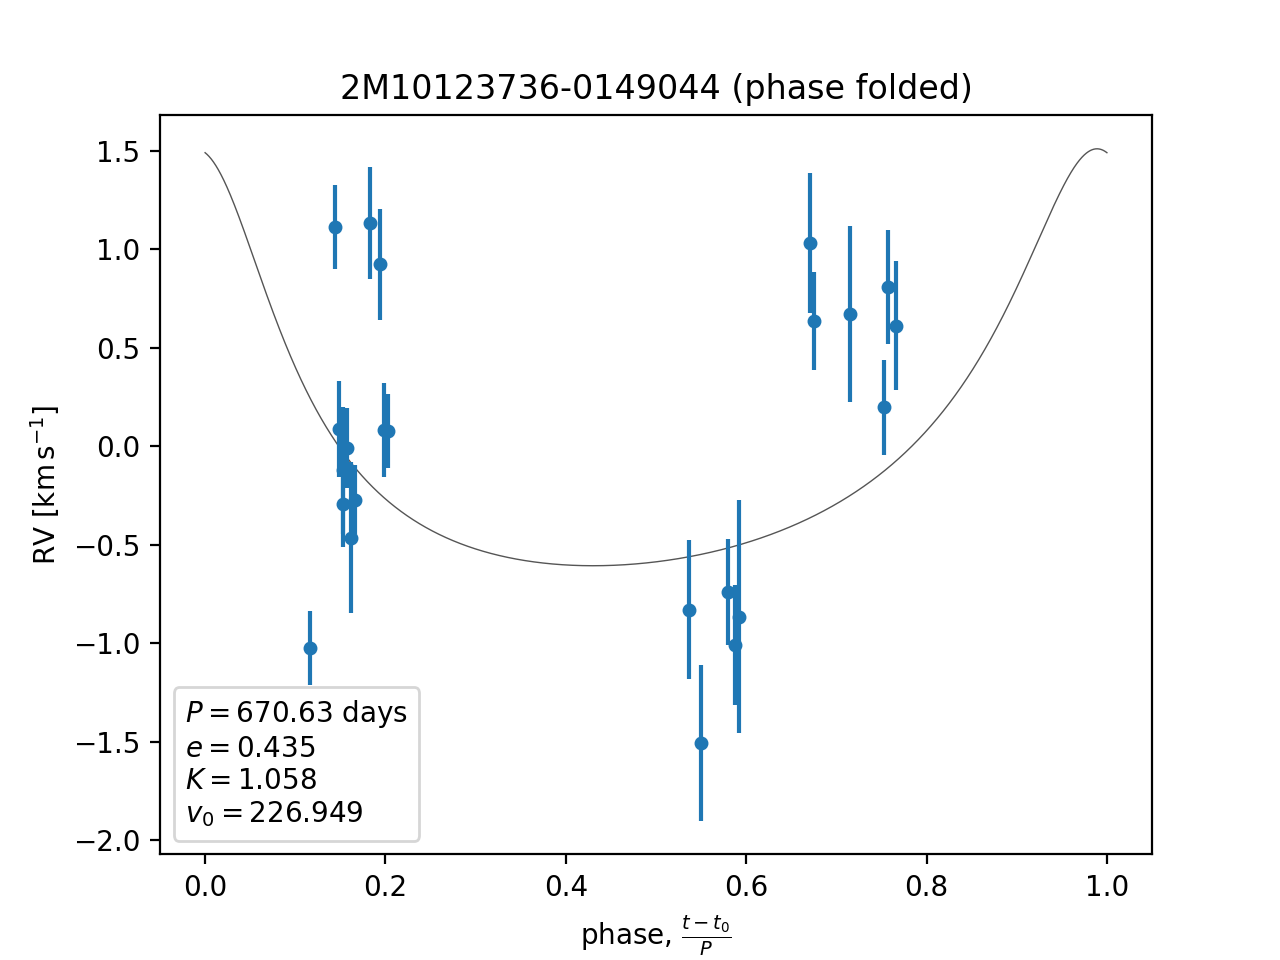 2M10123736-0149044 (phase folded)
1.5
1.0
0.5
0.0
−0.5
−1.0
−1.5
−2.0
RV [km s⁻¹]
P = 670.63 days
e = 0.435
K = 1.058
v₀ = 226.949
0.0 0.2 0.4 0.6 0.8 1.0
phase, (t − t₀)/P